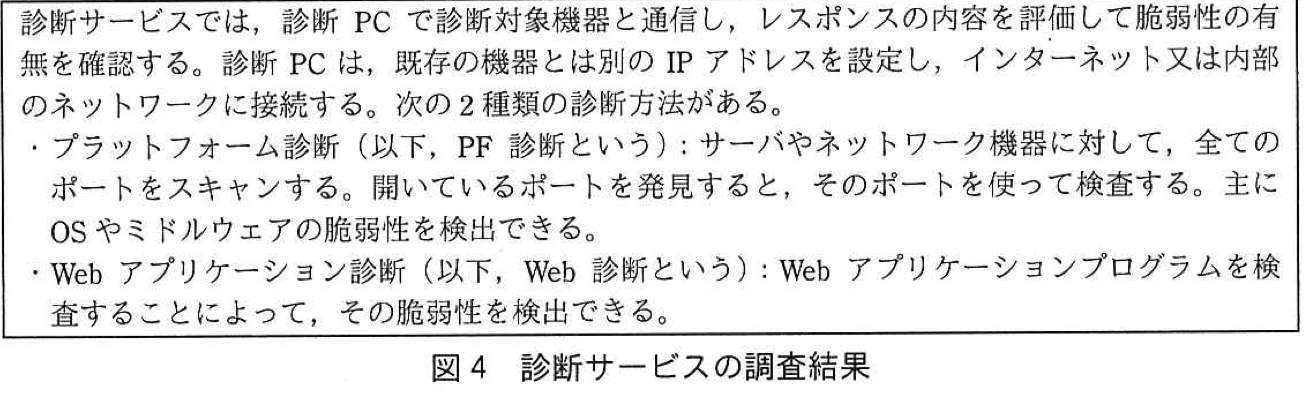 診断サービスでは，診断 PC で診断対象機器と通信し，レスポンスの内容を評価して脆弱性の有
無を確認する。診断 PC は，既存の機器とは別の IP アドレスを設定し，インターネット又は内部
のネットワークに接続する。次の 2 種類の診断方法がある。
・プラットフォーム診断（以下，PF 診断という）：サーバやネットワーク機器に対して，全ての
ポートをスキャンする。開いているポートを発見すると，そのポートを使って検査する。主に
OS やミドルウェアの脆弱性を検出できる。
・Web アプリケーション診断（以下，Web 診断という）：Web アプリケーションプログラムを検
査することによって，その脆弱性を検出できる。
図 4　診断サービスの調査結果